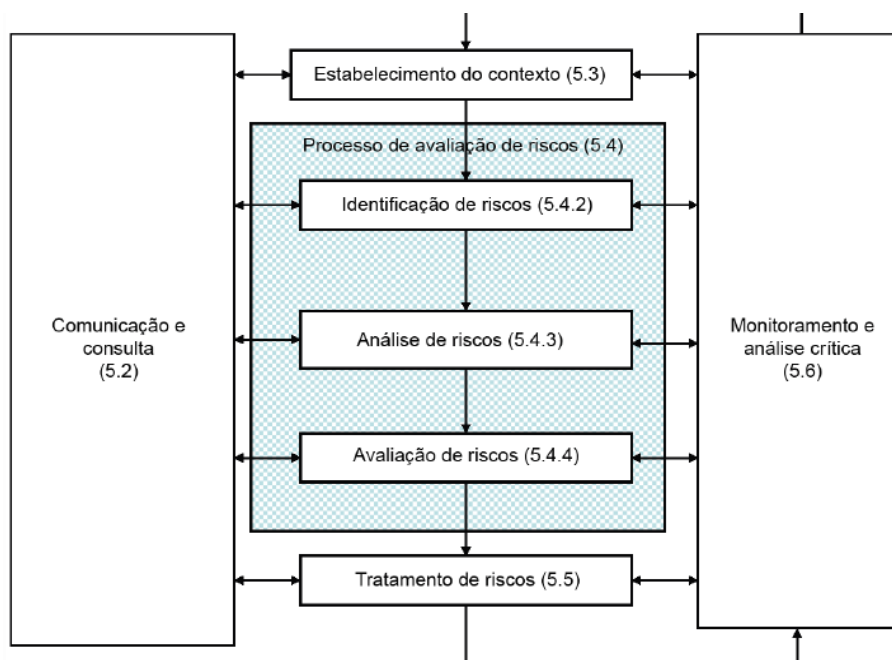 Estabelecimento do contexto (5.3)
Processo de avaliação de riscos (5.4)
Identificação de riscos (5.4.2)
Comunicação e
consulta
(5.2)
Análise de riscos (5.4.3)
Monitoramento e
análise crítica
(5.6)
Avaliação de riscos (5.4.4)
Tratamento de riscos (5.5)